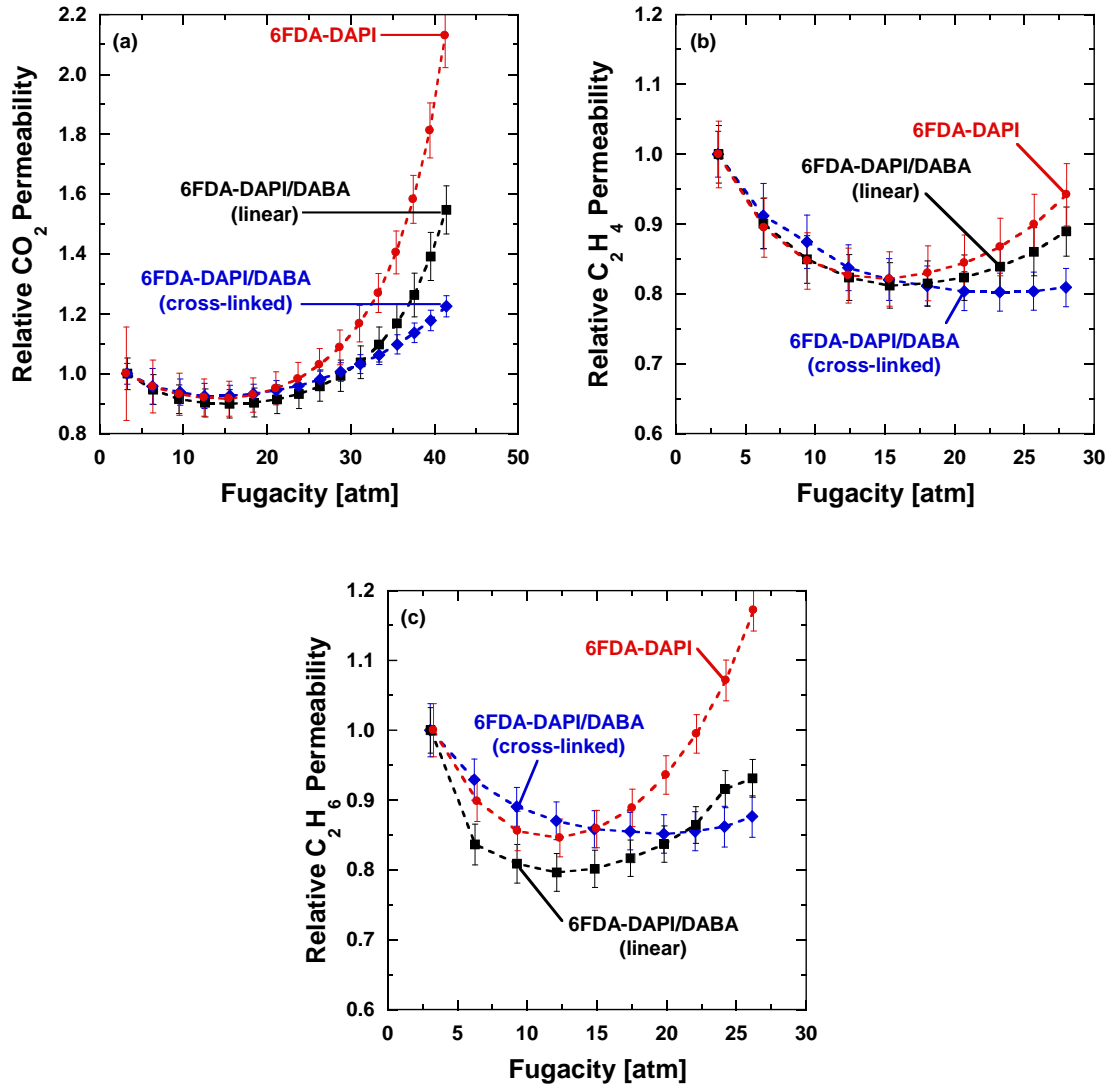 (a)
6FDA-DAPI
6FDA-DAPI/DABA
(linear)
6FDA-DAPI/DABA
(cross-linked)
Relative CO2 Permeability
2.2
2.0
1.8
1.6
1.4
1.2
1.0
0.8
0 10 20 30 40 50
Fugacity [atm]
(b)
6FDA-DAPI
6FDA-DAPI/DABA
(linear)
6FDA-DAPI/DABA
(cross-linked)
Relative C2H4 Permeability
1.2
1.1
1.0
0.9
0.8
0.7
0.6
0 5 10 15 20 25 30
Fugacity [atm]
(c)
6FDA-DAPI
6FDA-DAPI/DABA
(cross-linked)
6FDA-DAPI/DABA
(linear)
Relative C2H6 Permeability
1.2
1.1
1.0
0.9
0.8
0.7
0.6
0 5 10 15 20 25 30
Fugacity [atm]